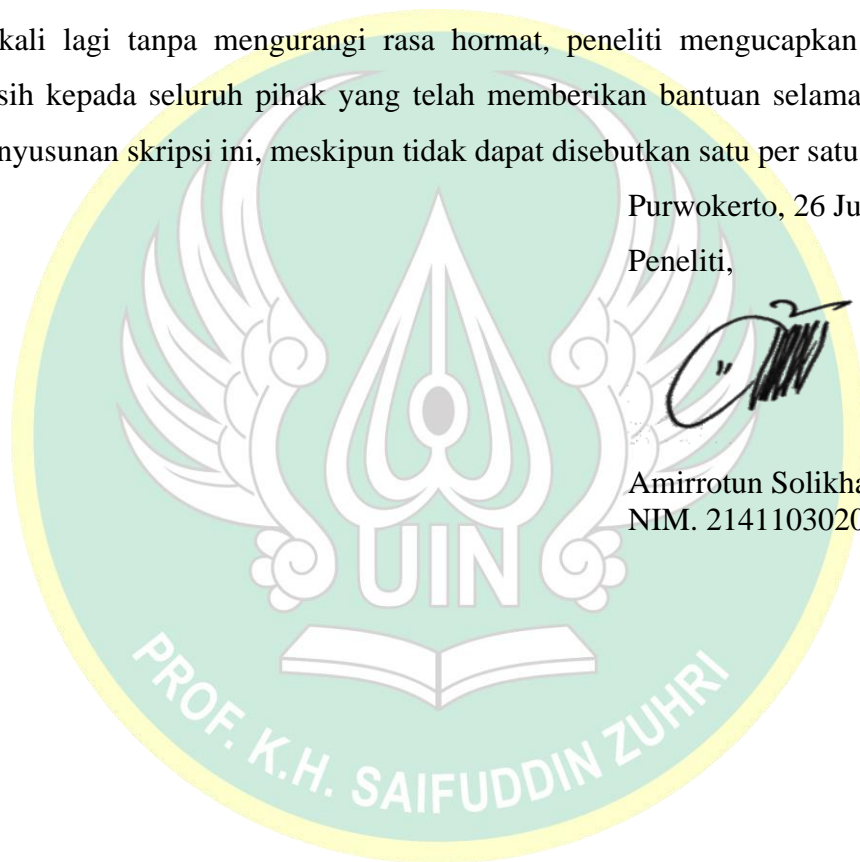 kali lagi tanpa mengurangi rasa hormat, peneliti mengucapkan
sih kepada seluruh pihak yang telah memberikan bantuan selama
nyusunan skripsi ini, meskipun tidak dapat disebutkan satu per satu
Purwokerto, 26 Ju
Peneliti,
Amirrotun Solikha
NIM. 2141103020
UIN
PROF. K.H. SAIFUDDIN ZUHRI